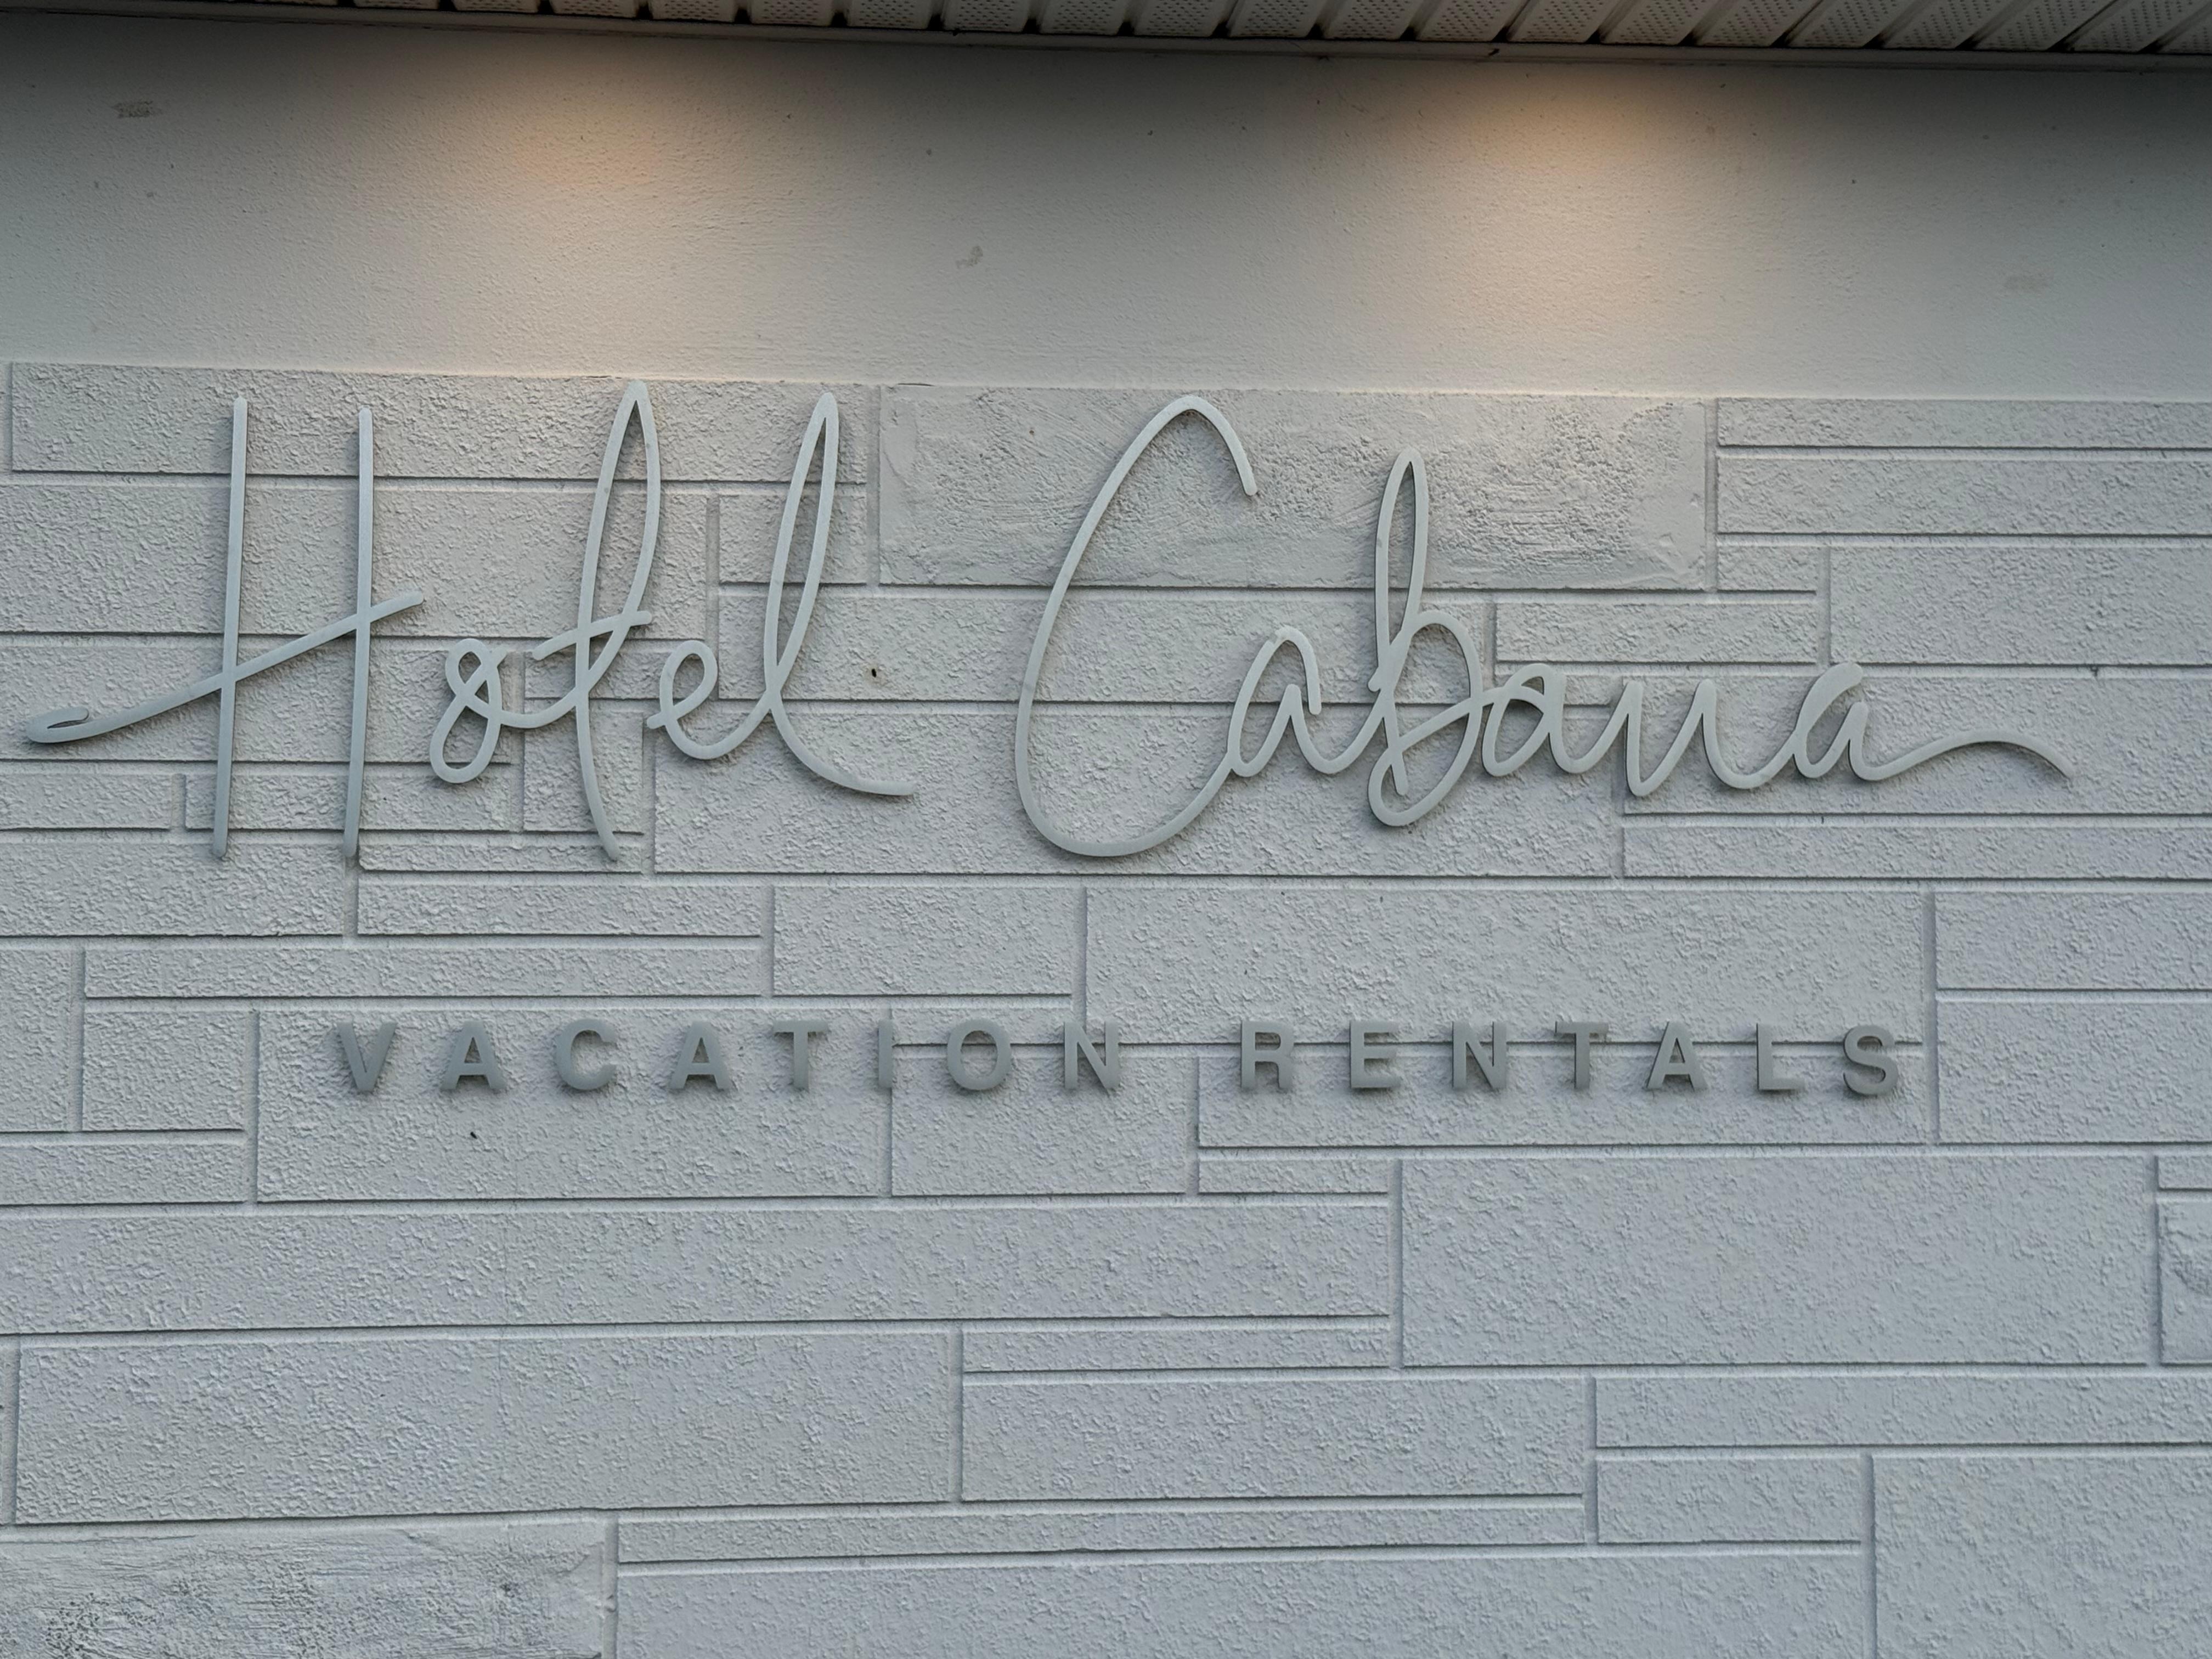 Hotel Cabana
VACATION RENTALS